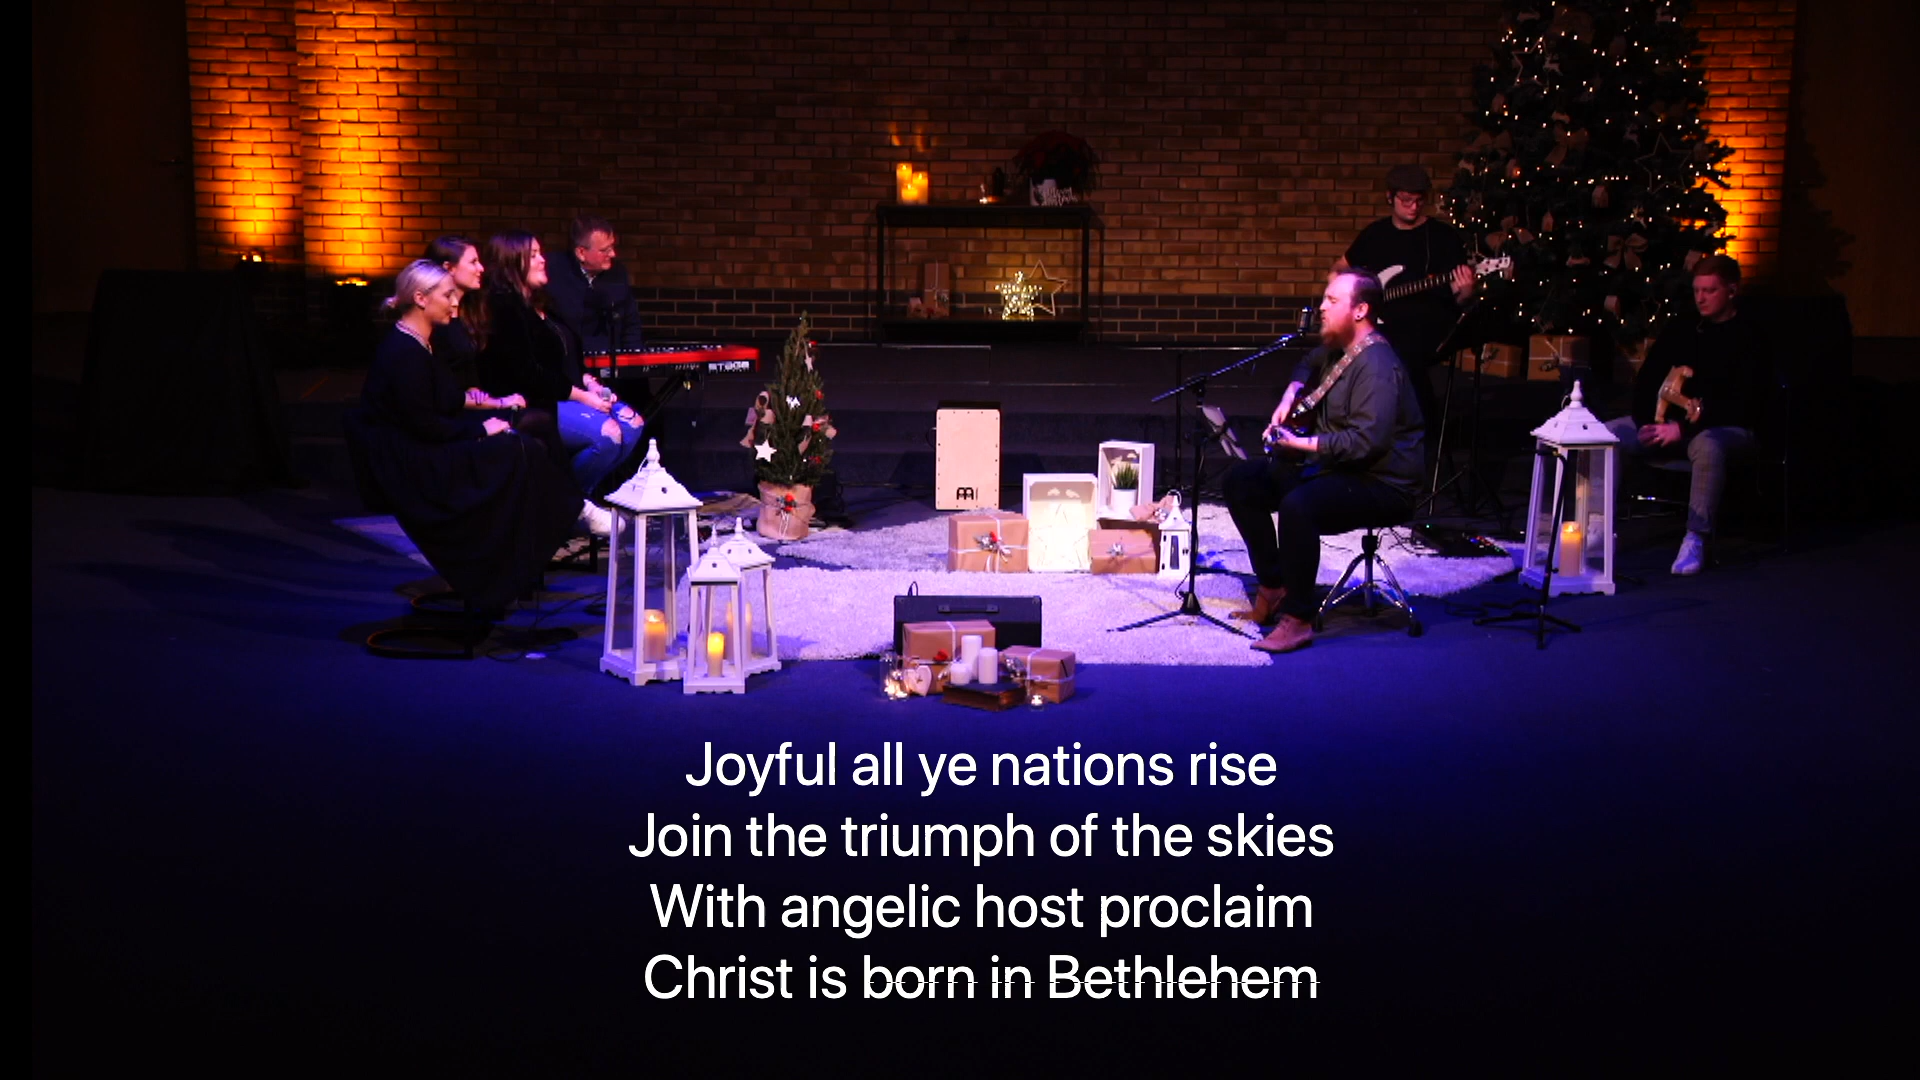 STAGE
Joyful all ye nations rise
Join the triumph of the skies
With angelic host proclaim
Christ is born in Bethlehem